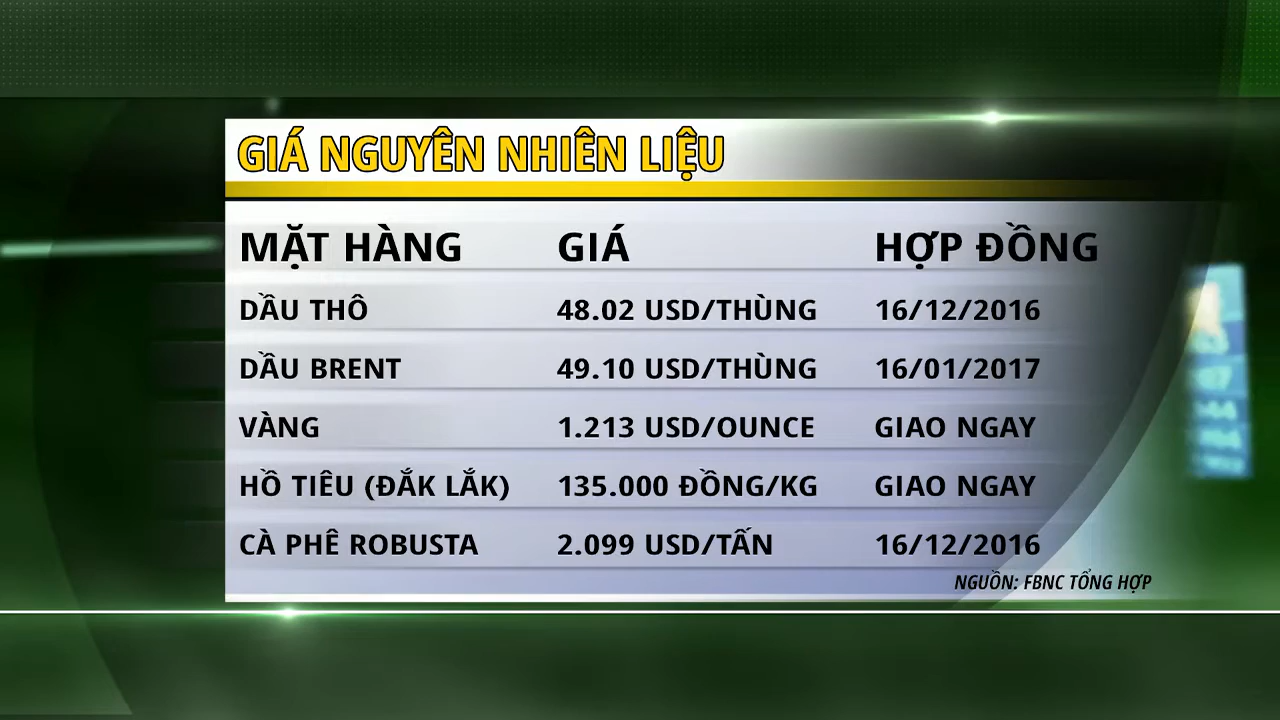 GIÁ NGUYÊN NHIÊN LIỆU
MẶT HÀNG GIÁ HỢP ĐỒNG
DẦU THÔ 48.02 USD/THÙNG 16/12/2016
DẦU BRENT 49.10 USD/THÙNG 16/01/2017
VÀNG 1.213 USD/OUNCE GIAO NGAY
HỒ TIÊU (ĐẮK LẮK) 135.000 ĐỒNG/KG GIAO NGAY
CÀ PHÊ ROBUSTA 2.099 USD/TẤN 16/12/2016
NGUỒN: FBNC TỔNG HỢP